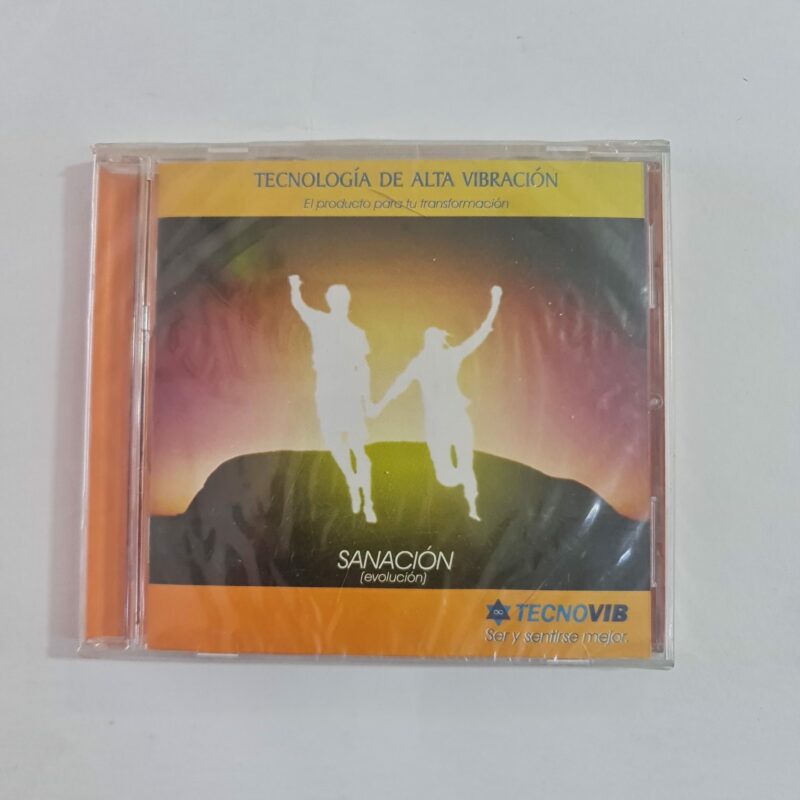 TECNOLOGÍA DE ALTA VIBRACIÓN
El producto para tu transformación
SANACIÓN
(evolución)
TECNOVIB
Ser y sentirse mejor.